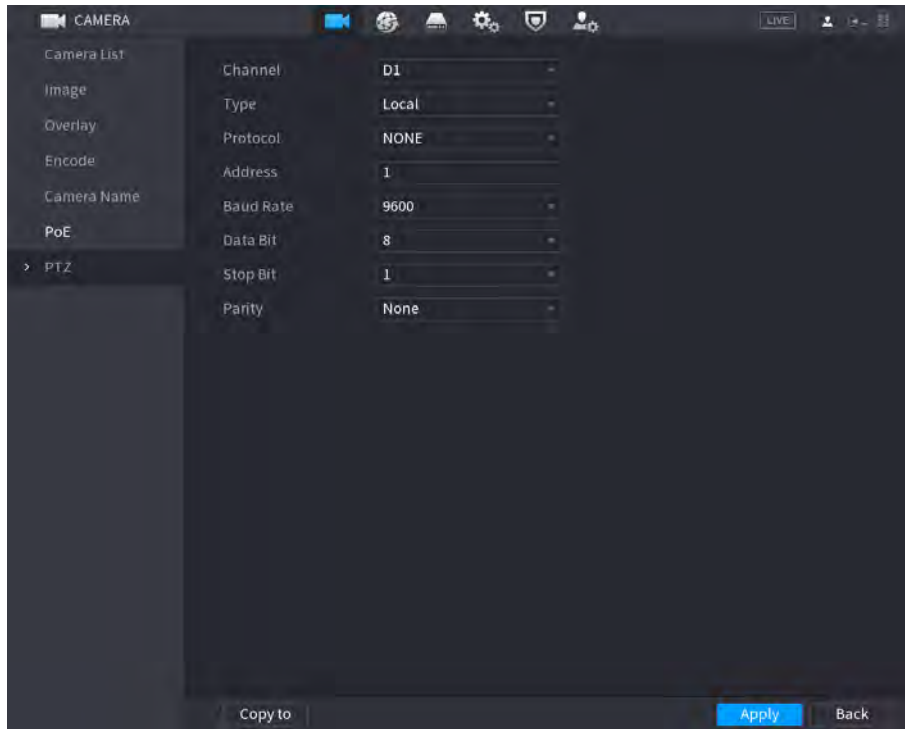 CAMERA
LIVE
Camera List
Image
Overlay
Encode
Camera Name
PoE
> PTZ
Channel D1
Type Local
Protocol NONE
Address 1
Baud Rate 9600
Data Bit 8
Stop Bit 1
Parity None
Copy to
Apply
Back